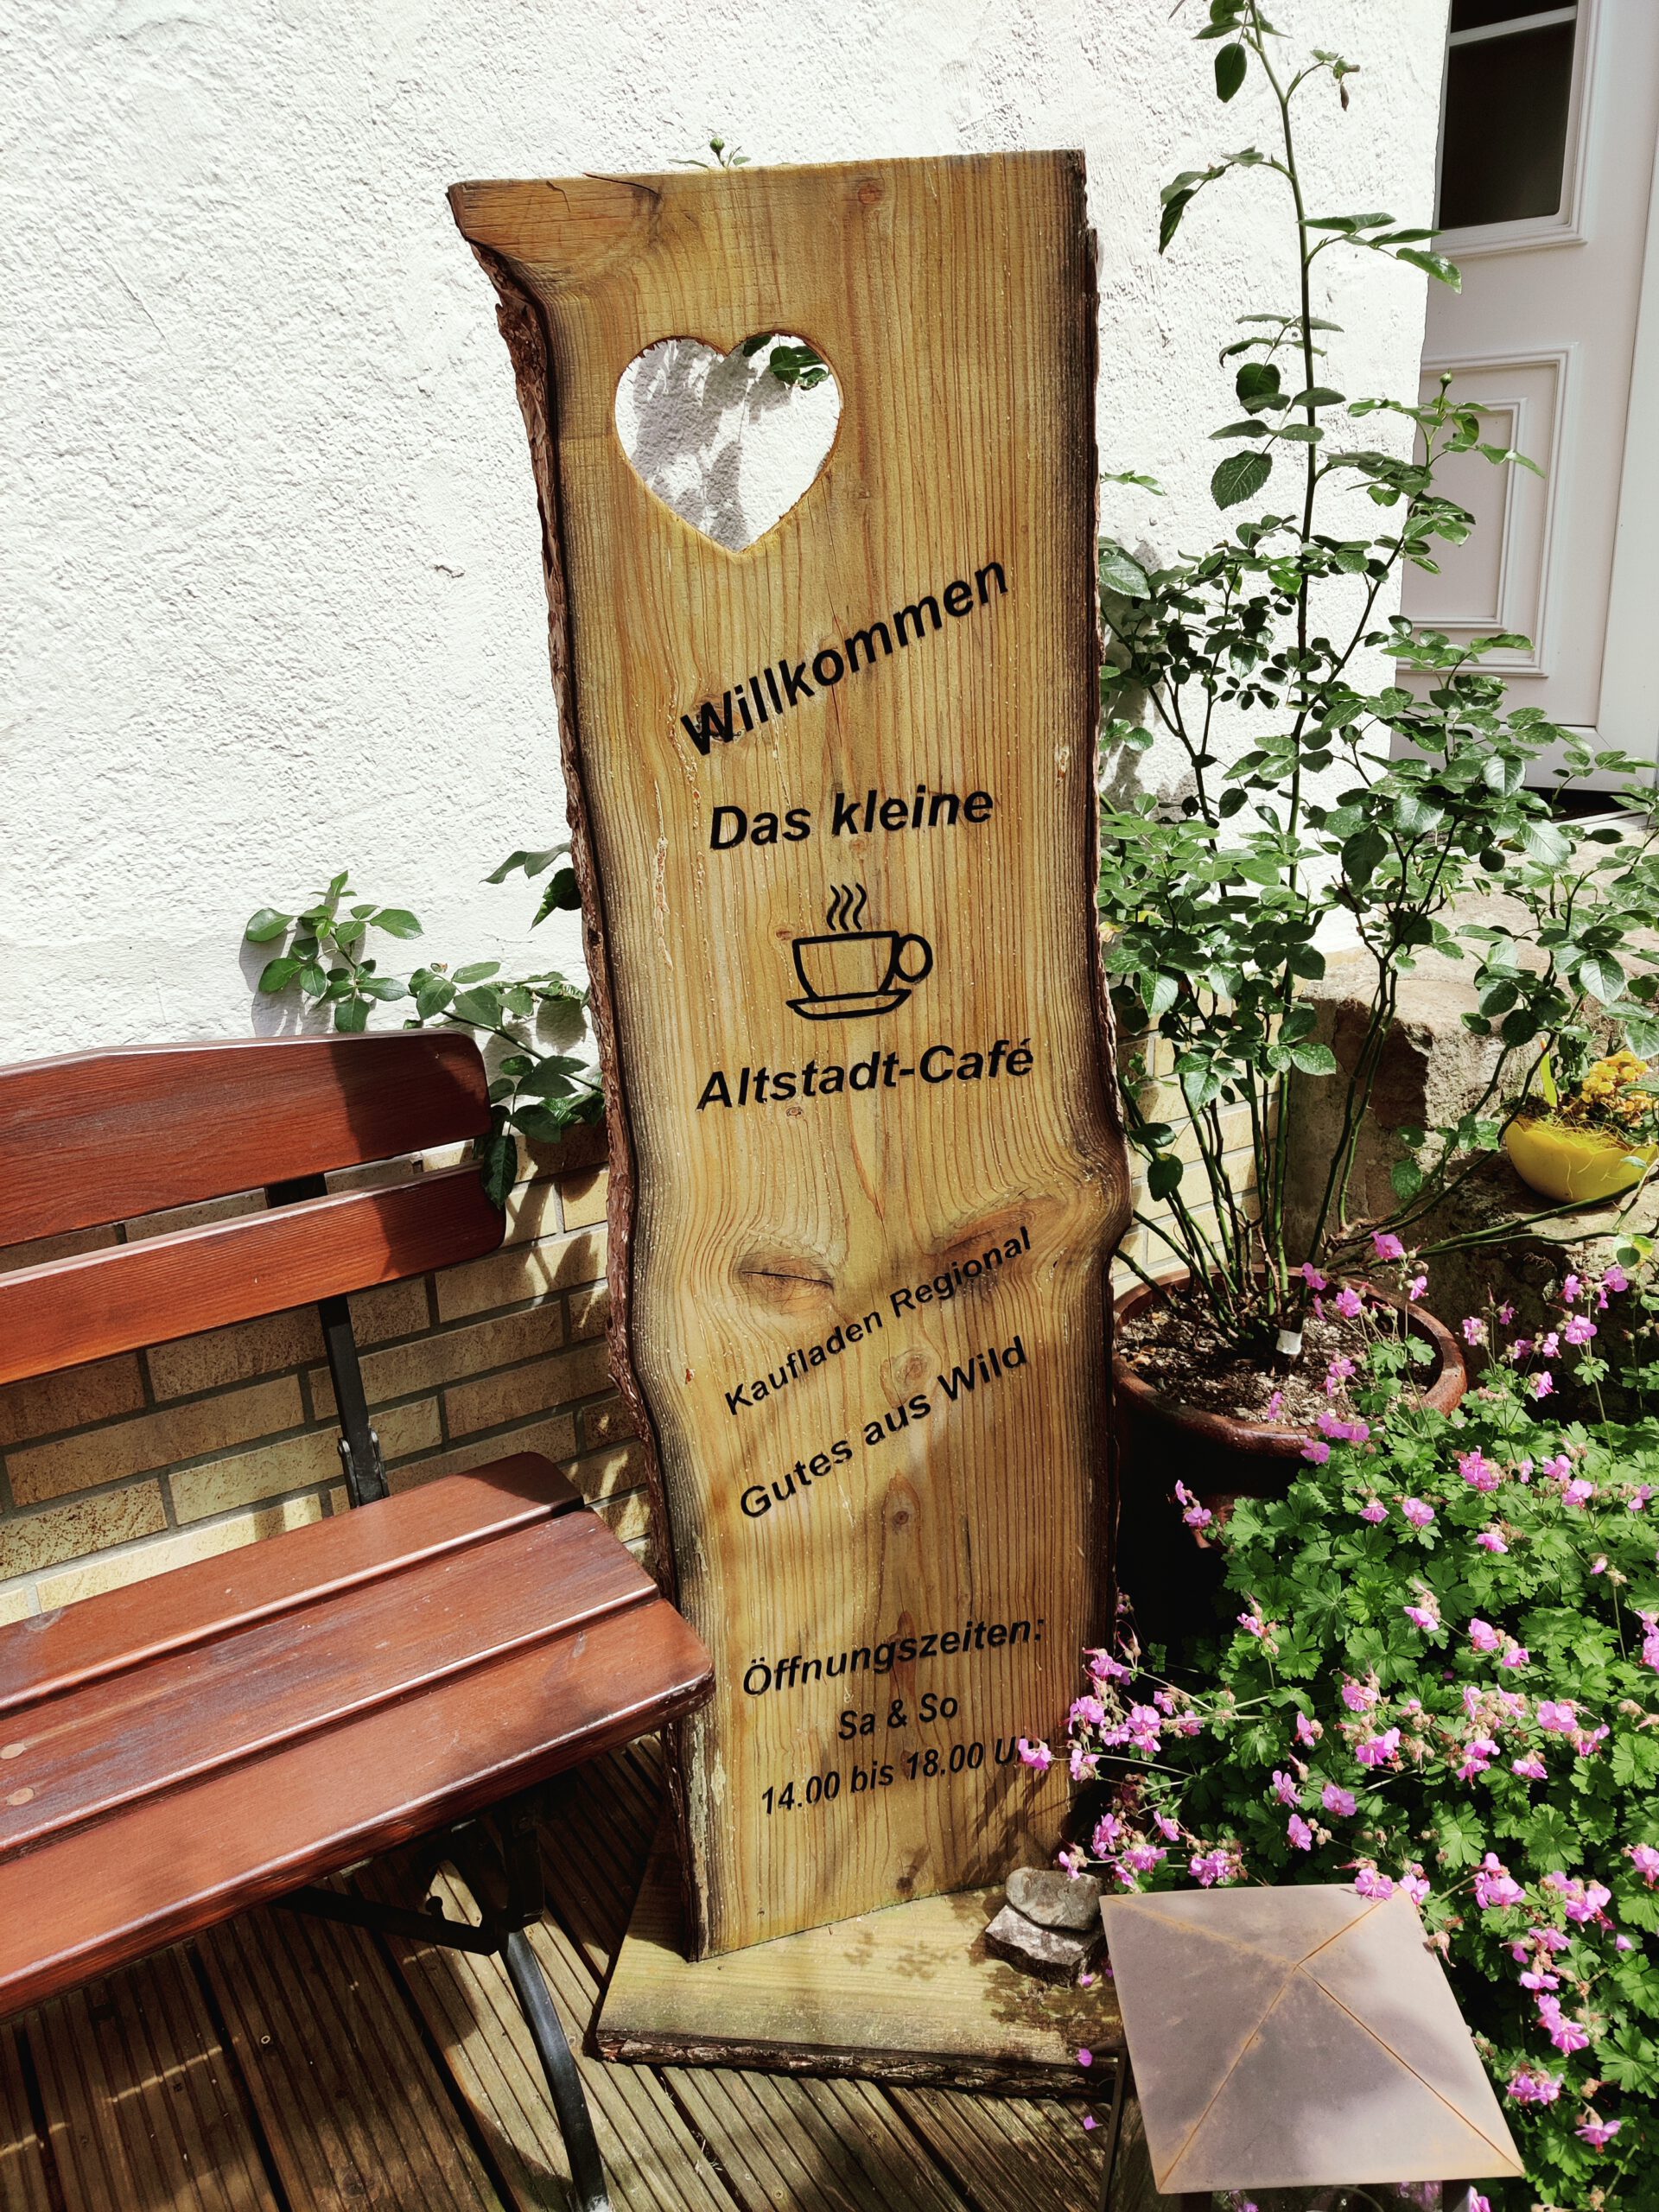 Willkommen
Das kleine
Altstadt-Café
Kaufladen Regional
Gutes aus Wild
Öffnungszeiten:
Sa & So
14.00 bis 18.00